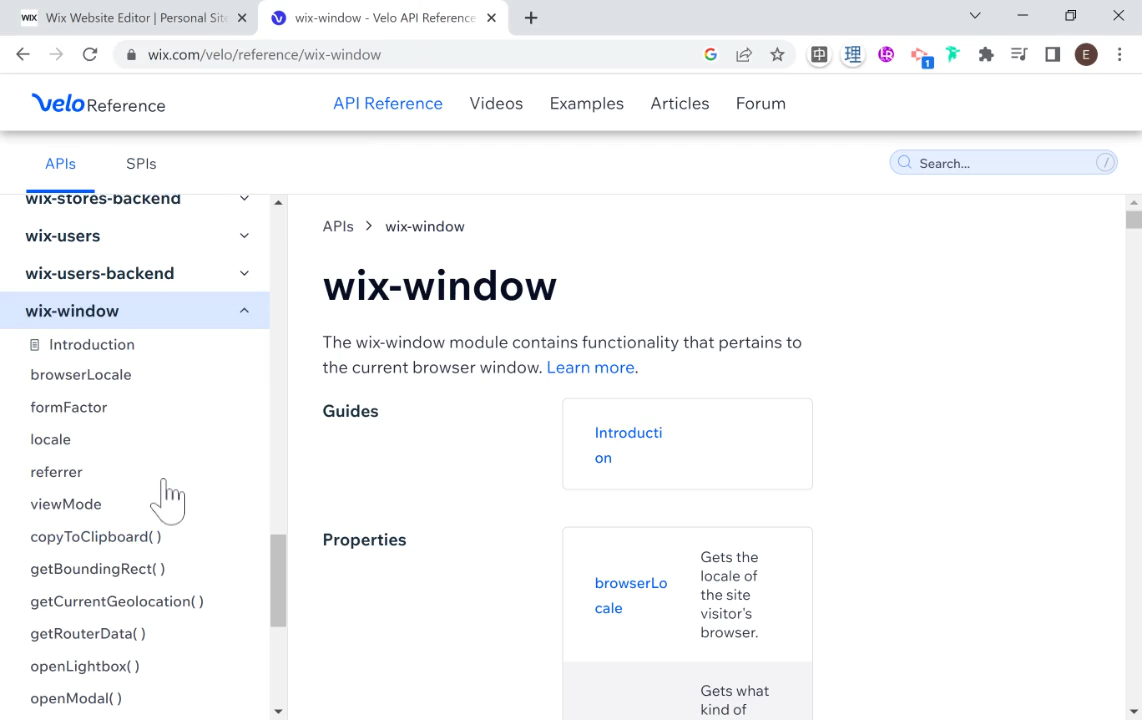 WIX Wix Website Editor | Personal Sit
wix-window - Velo API Reference
wix.com/velo/reference/wix-window
中
理
1
E
velo Reference
API Reference
Videos
Examples
Articles
Forum
APIs
SPIs
Search...
/
wix-stores-backend
wix-users
wix-users-backend
wix-window
Introduction
browserLocale
formFactor
locale
referrer
viewMode
copyToClipboard( )
getBoundingRect( )
getCurrentGeolocation( )
getRouterData( )
openLightbox( )
openModal( )
APIs > wix-window
wix-window
The wix-window module contains functionality that pertains to
the current browser window. Learn more.
Guides
Introducti
on
Properties
browserLo
cale
Gets the
locale of
the site
visitor's
browser.
Gets what
kind of